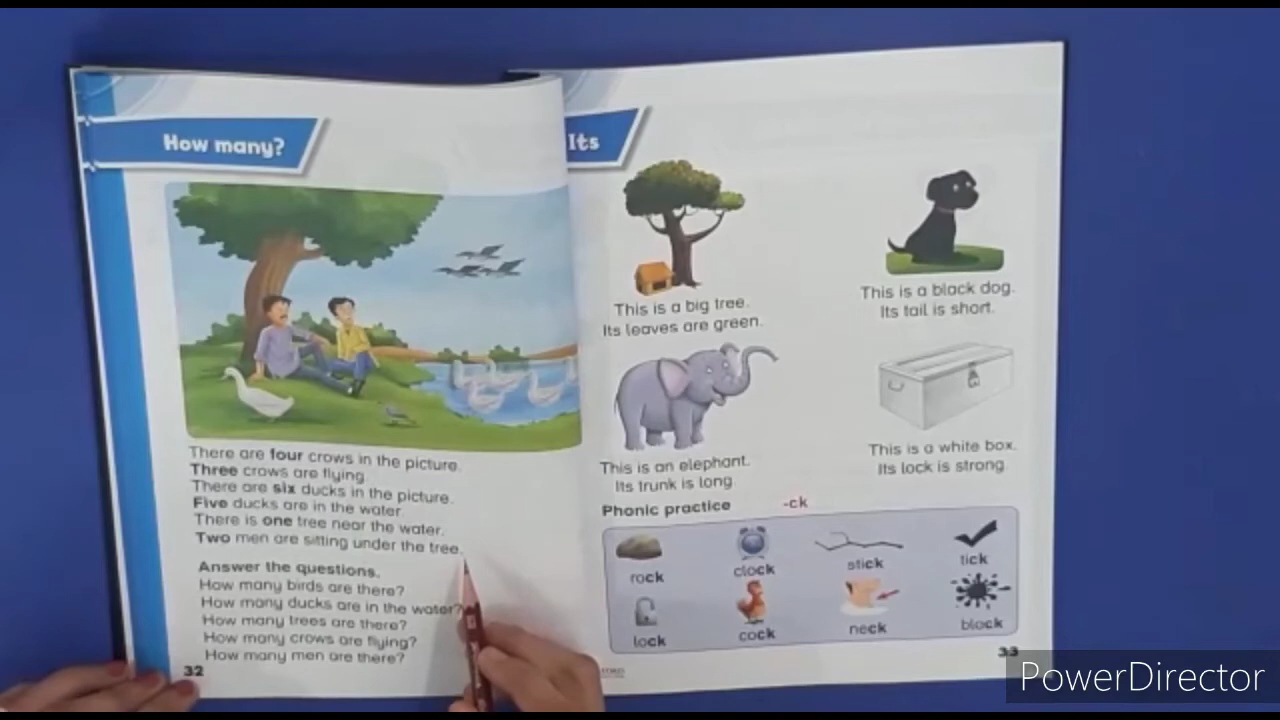 How many?
There are four crows in the picture.
Three crows are flying.
There are six ducks in the picture.
Five ducks are in the water.
There is one tree near the water.
Two men are sitting under the tree.
Answer the questions.
How many birds are there?
How many ducks are in the water?
How many trees are there?
How many crows are flying?
How many men are there?
32
Its
This is a big tree.
Its leaves are green.
This is a black dog.
Its tail is short.
This is an elephant.
Its trunk is long.
This is a white box.
Its lock is strong.
Phonic practice -ck
rock clock stick tick
lock cock neck block
33
PowerDirector